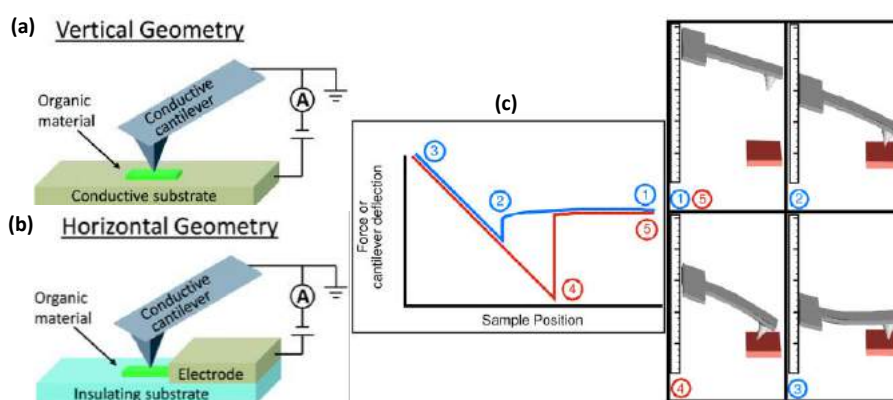 (a) Vertical Geometry
Organic
material
Conductive
cantilever
A
Conductive substrate
(b) Horizontal Geometry
Organic
material
Conductive
cantilever
A
Electrode
Insulating substrate
(c)
Force or
cantilever deflection
3
2
1
5
4
Sample Position
1 5
2
4
3